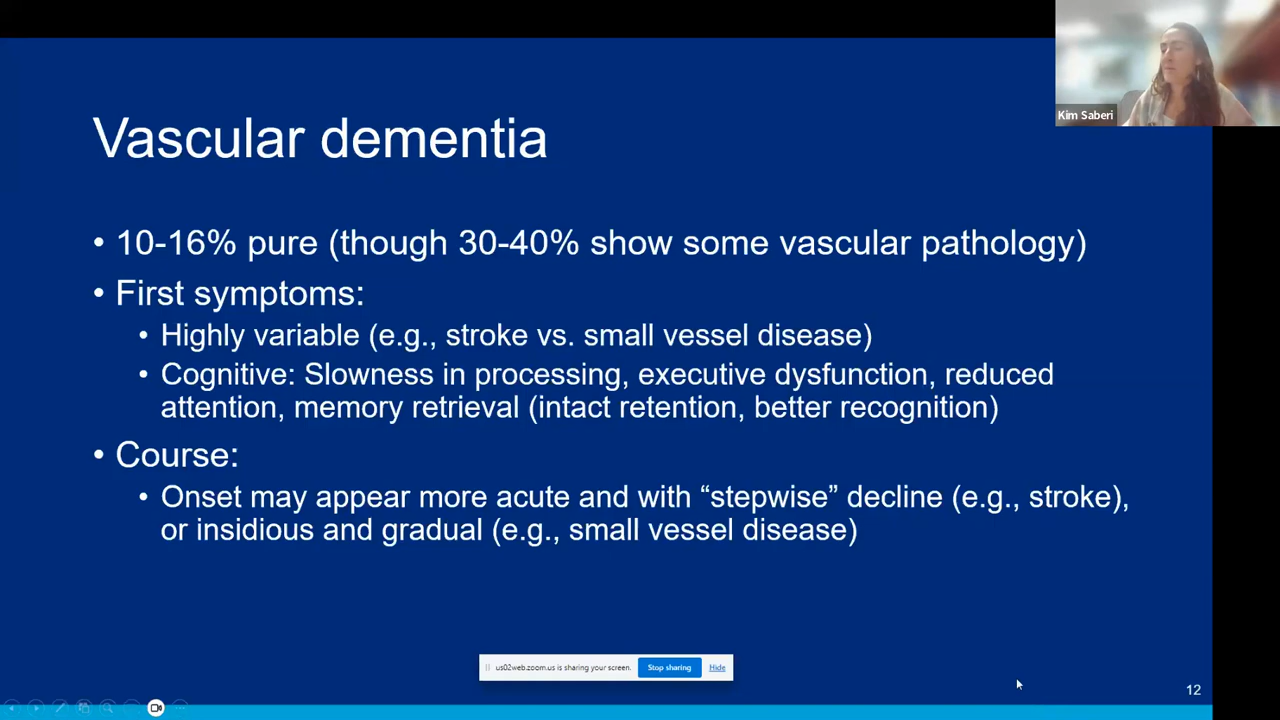 Kim Saberi
Vascular dementia
• 10-16% pure (though 30-40% show some vascular pathology)
• First symptoms:
• Highly variable (e.g., stroke vs. small vessel disease)
• Cognitive: Slowness in processing, executive dysfunction, reduced
attention, memory retrieval (intact retention, better recognition)
• Course:
• Onset may appear more acute and with “stepwise” decline (e.g., stroke),
or insidious and gradual (e.g., small vessel disease)
us02web.zoom.us is sharing your screen. Stop sharing Hide
12